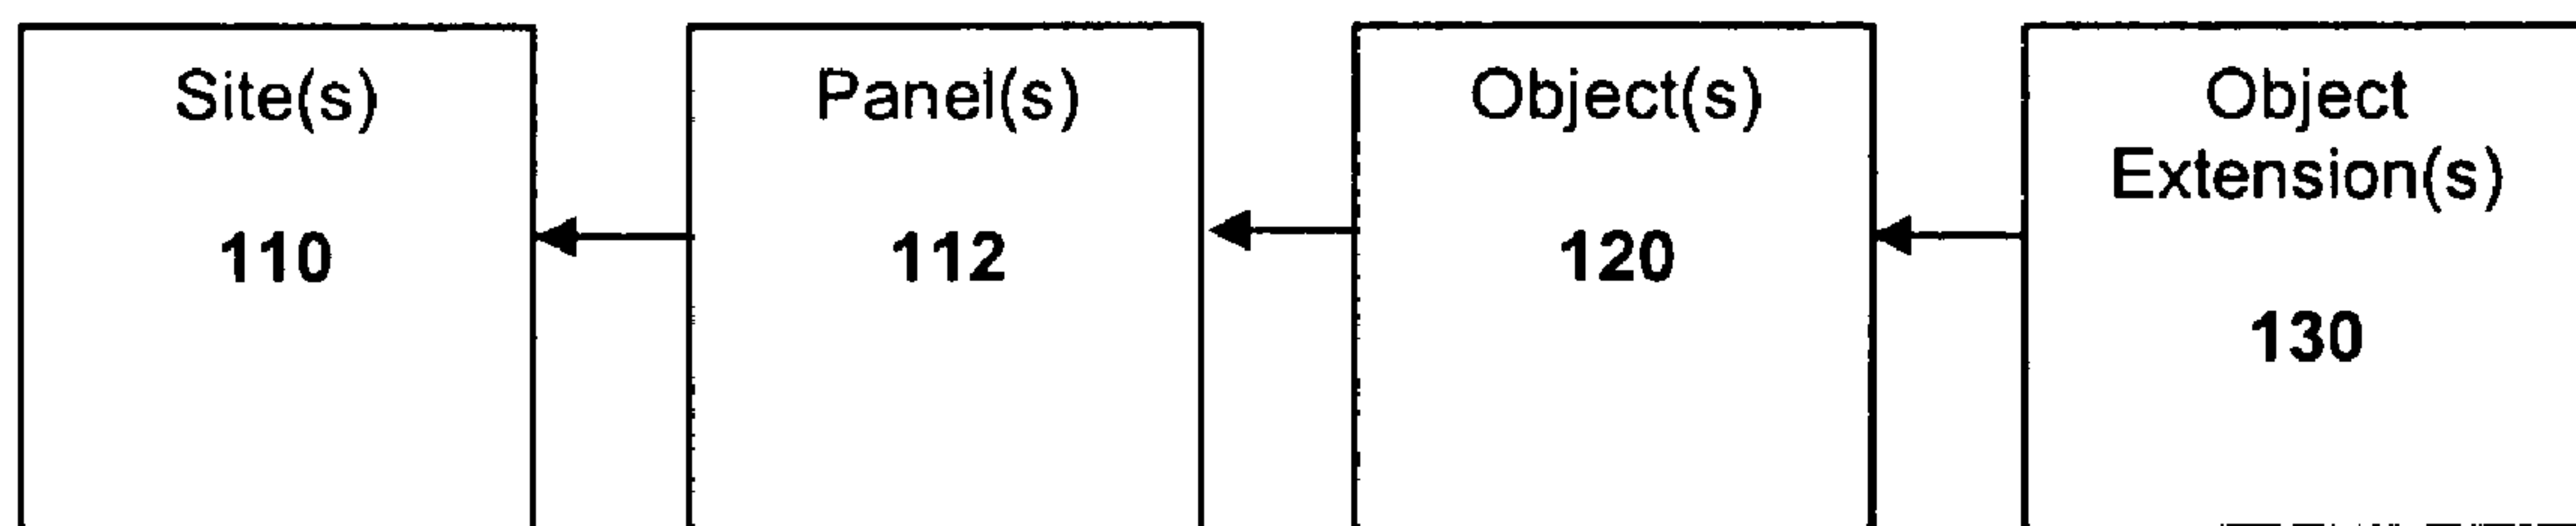 Site(s)
110
Panel(s)
112
Object(s)
120
Object
Extension(s)
130